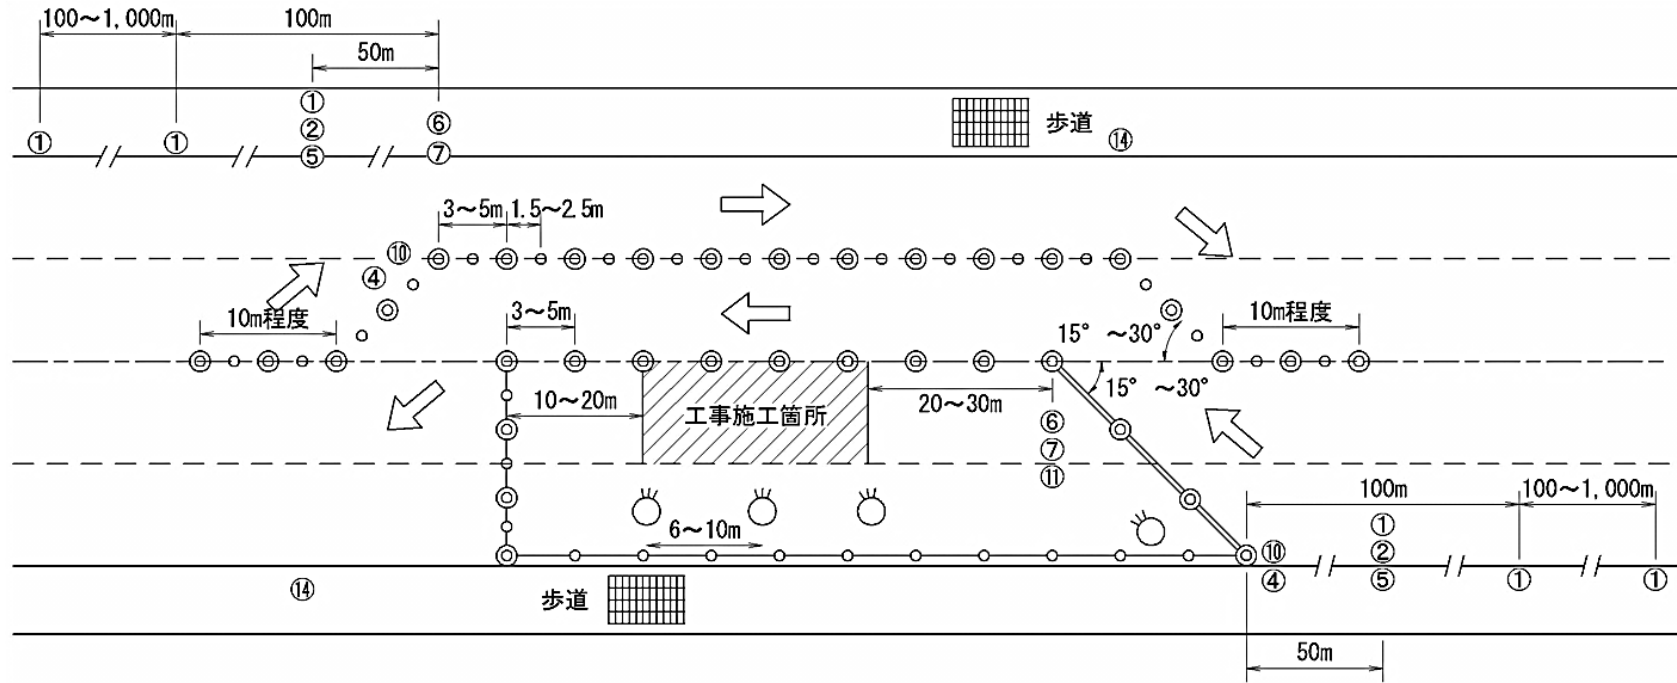 100～1,000m
100m
50m
①
①
①
②
⑤
⑥
⑦
歩道
⑭
3～5m
1.5～2.5m
⑩
④
10m程度
3～5m
15° ～30°
10m程度
15° ～30°
10～20m
工事施工箇所
20～30m
⑥
⑦
⑪
100m
100～1,000m
6～10m
①
②
⑤
⑩
④
①
①
⑭
歩道
50m